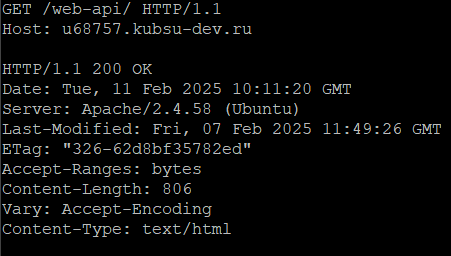 GET /web-api/ HTTP/1.1
Host: u68757.kubsu-dev.ru

HTTP/1.1 200 OK
Date: Tue, 11 Feb 2025 10:11:20 GMT
Server: Apache/2.4.58 (Ubuntu)
Last-Modified: Fri, 07 Feb 2025 11:49:26 GMT
ETag: "326-62d8bf35782ed"
Accept-Ranges: bytes
Content-Length: 806
Vary: Accept-Encoding
Content-Type: text/html